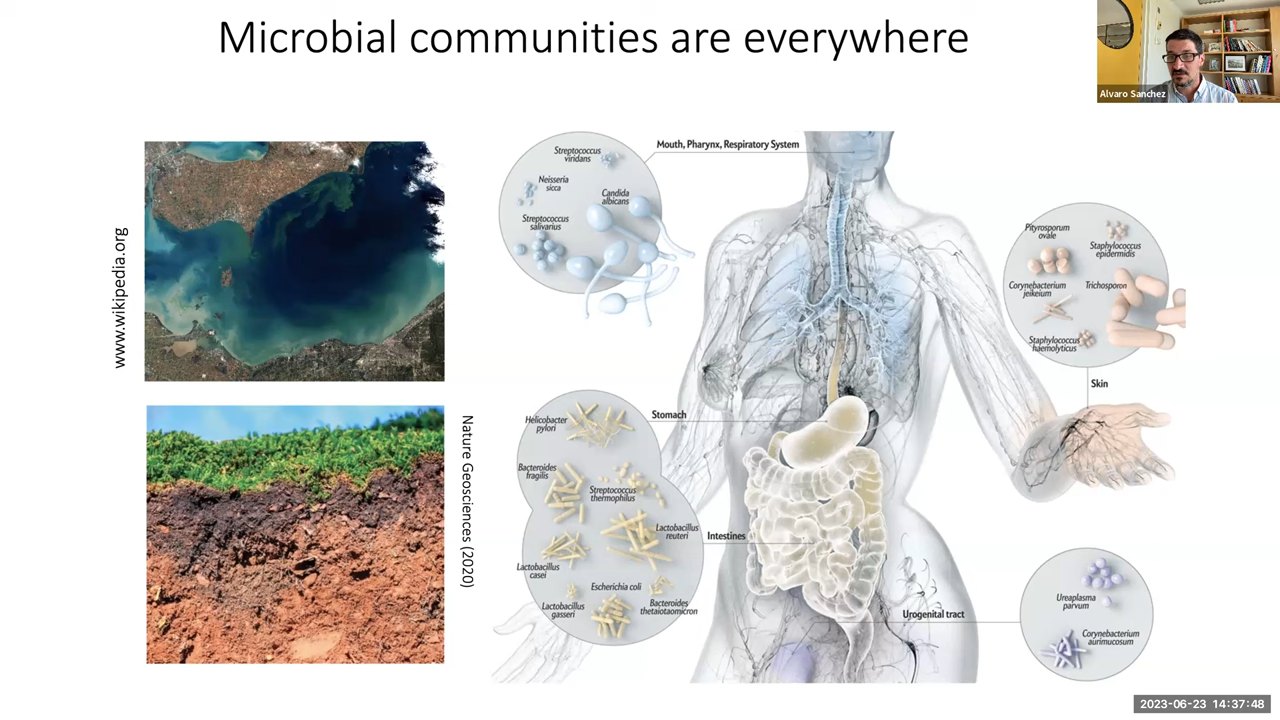 Microbial communities are everywhere
Alvaro Sanchez
www.wikipedia.org
Nature Geosciences (2020)
Mouth, Pharynx, Respiratory System
Streptococcus
viridans
Neisseria
sicca
Candida
albicans
Streptococcus
salivarius
Pityrosporum
ovale
Staphylococcus
epidermidis
Corynebacterium
jeikeium
Trichosporon
Staphylococcus
haemolyticus
Skin
Stomach
Helicobacter
pylori
Bacteroides
fragilis
Streptococcus
thermophilus
Lactobacillus
reuteri
Intestines
Lactobacillus
casei
Escherichia coli
Lactobacillus
gasseri
Bacteroides
thetaiotaomicron
Urogenital tract
Ureaplasma
parvum
Corynebacterium
aurimucosum
2023-06-23 14:37:48